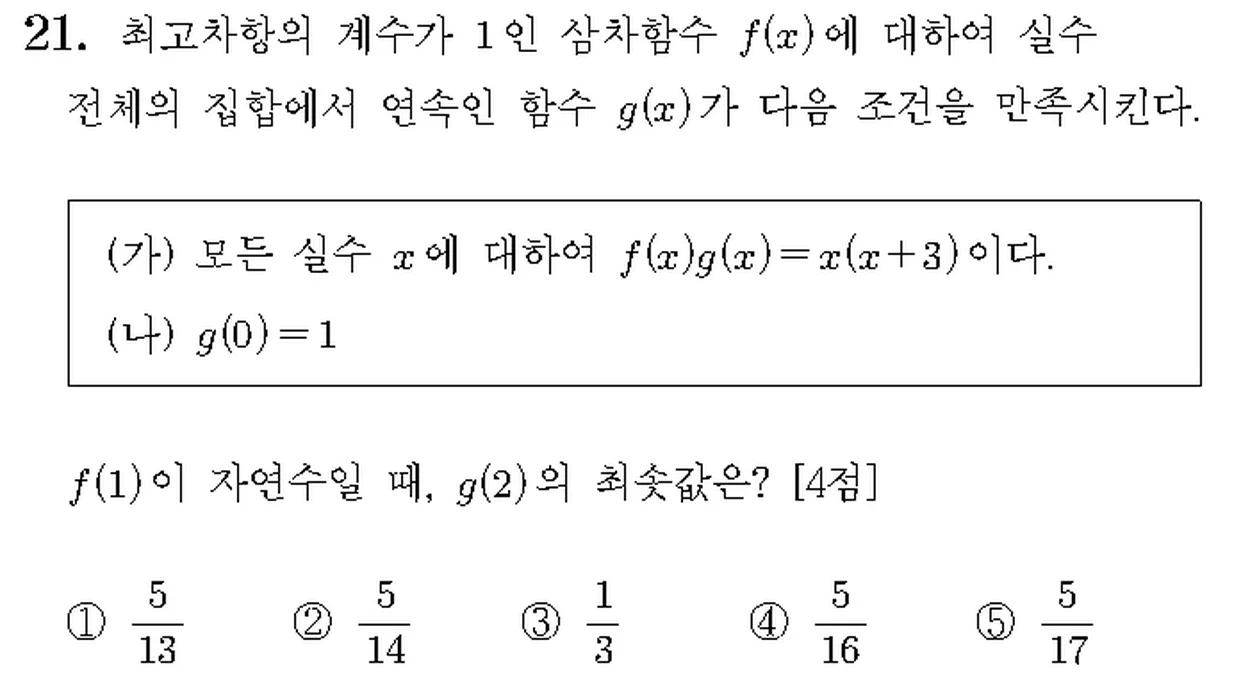 21. 최고차항의 계수가 1인 삼차함수 f(x)에 대하여 실수
전체의 집합에서 연속인 함수 g(x)가 다음 조건을 만족시킨다.
(가) 모든 실수 x에 대하여 f(x)g(x)=x(x+3)이다.
(나) g(0)=1
f(1)이 자연수일 때, g(2)의 최솟값은? [4점]
① 5/13 ② 5/14 ③ 1/3 ④ 5/16 ⑤ 5/17